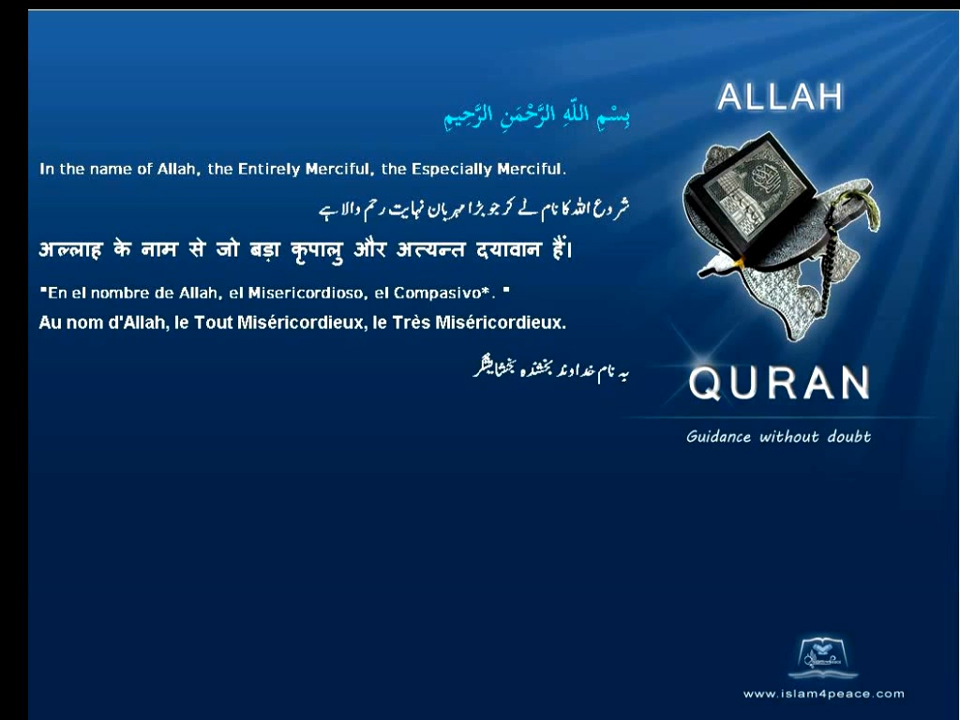 بِسْمِ اللّهِ الرَّحْمَنِ الرَّحِيمِ
In the name of Allah, the Entirely Merciful, the Especially Merciful.
شروع الله کا نام لے کر جو بڑا مہربان نہایت رحم والا ہے
अल्लाह के नाम से जो बड़ा कृपालु और अत्यन्त दयावान हैं।
"En el nombre de Allah, el Misericordioso, el Compasivo*. "
Au nom d'Allah, le Tout Miséricordieux, le Très Miséricordieux.
به نام خداوند بخشنده بخشایشگر
ALLAH
QURAN
Guidance without doubt
www.islam4peace.com